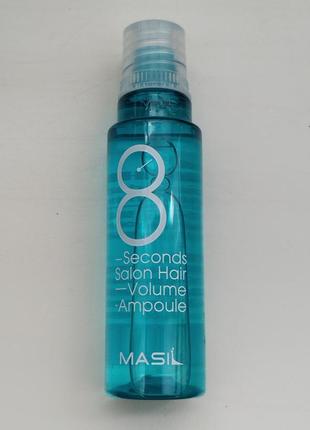 8
-Seconds
Salon Hair
-Volume
·Ampoule
MASIL